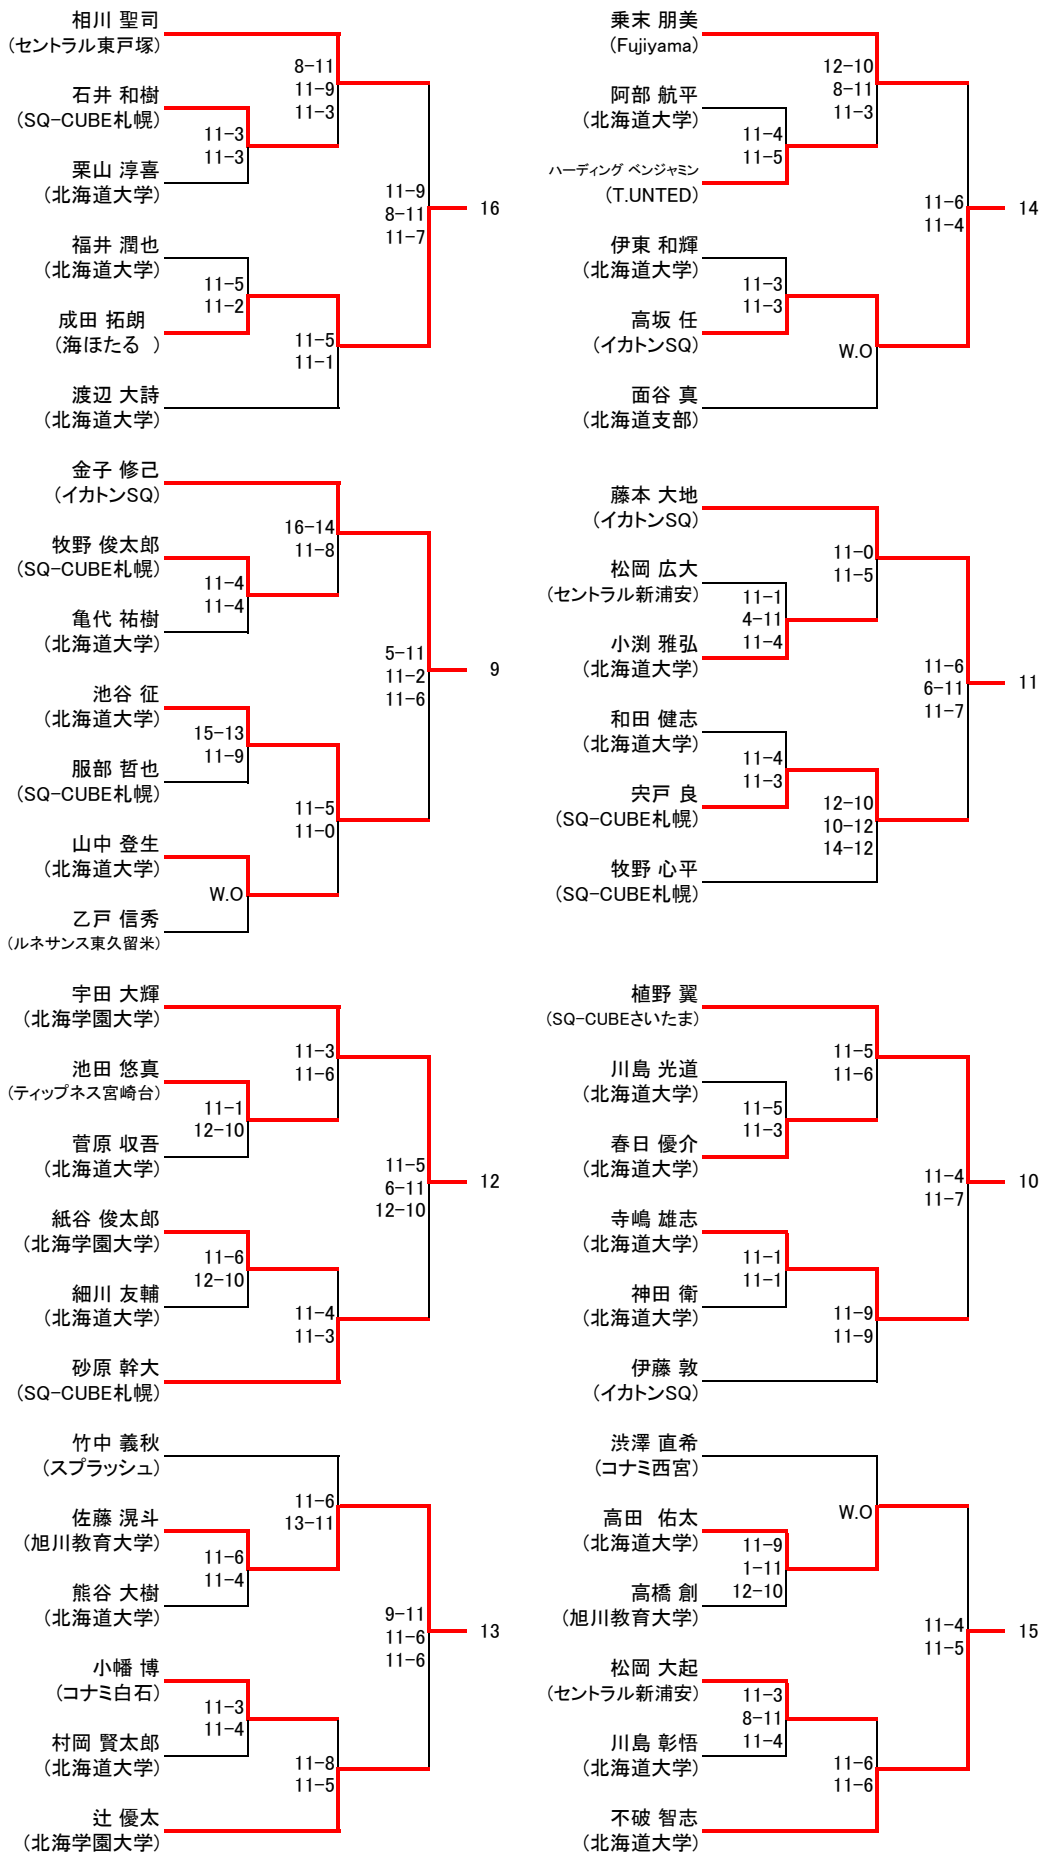 相川 聖司
(セントラル東戸塚)
8-11
11-9
11-3
石井 和樹
(SQ-CUBE札幌)
11-3
11-3
栗山 淳喜
(北海道大学)
11-9
8-11
11-7
16
福井 潤也
(北海道大学)
11-5
11-2
成田 拓朗
(海ほたる )
11-5
11-1
渡辺 大詩
(北海道大学)
金子 修己
(イカトンSQ)
16-14
11-8
牧野 俊太郎
(SQ-CUBE札幌)
11-4
11-4
亀代 祐樹
(北海道大学)
5-11
11-2
11-6
9
池谷 征
(北海道大学)
15-13
11-9
服部 哲也
(SQ-CUBE札幌)
11-5
11-0
山中 登生
(北海道大学)
W.O
乙戸 信秀
(ルネサンス東久留米)
宇田 大輝
(北海学園大学)
11-3
11-6
池田 悠真
(ティップネス宮崎台)
11-1
12-10
菅原 収吾
(北海道大学)
11-5
6-11
12-10
12
紙谷 俊太郎
(北海学園大学)
11-6
12-10
細川 友輔
(北海道大学)
11-4
11-3
砂原 幹大
(SQ-CUBE札幌)
竹中 義秋
(スプラッシュ)
11-6
13-11
佐藤 滉斗
(旭川教育大学)
11-6
11-4
熊谷 大樹
(北海道大学)
9-11
11-6
11-6
13
小幡 博
(コナミ白石)
11-3
11-4
村岡 賢太郎
(北海道大学)
11-8
11-5
辻 優太
(北海学園大学)
乗末 朋美
(Fujiyama)
12-10
8-11
11-3
阿部 航平
(北海道大学)
11-4
11-5
ハーディング ベンジャミン
(T.UNTED)
11-6
11-4
14
伊東 和輝
(北海道大学)
11-3
11-3
高坂 任
(イカトンSQ)
W.O
面谷 真
(北海道支部)
藤本 大地
(イカトンSQ)
11-0
11-5
松岡 広大
(セントラル新浦安)
11-1
4-11
11-4
小渕 雅弘
(北海道大学)
11-6
6-11
11-7
11
和田 健志
(北海道大学)
11-4
11-3
宍戸 良
(SQ-CUBE札幌)
12-10
10-12
14-12
牧野 心平
(SQ-CUBE札幌)
植野 翼
(SQ-CUBEさいたま)
11-5
11-6
川島 光道
(北海道大学)
11-5
11-3
春日 優介
(北海道大学)
11-4
11-7
10
寺嶋 雄志
(北海道大学)
11-1
11-1
神田 衛
(北海道大学)
11-9
11-9
伊藤 敦
(イカトンSQ)
渋澤 直希
(コナミ西宮)
W.O
高田 佑太
(北海道大学)
11-9
1-11
12-10
高橋 創
(旭川教育大学)
11-4
11-5
15
松岡 大起
(セントラル新浦安)
11-3
8-11
11-4
川島 彰悟
(北海道大学)
11-6
11-6
不破 智志
(北海道大学)